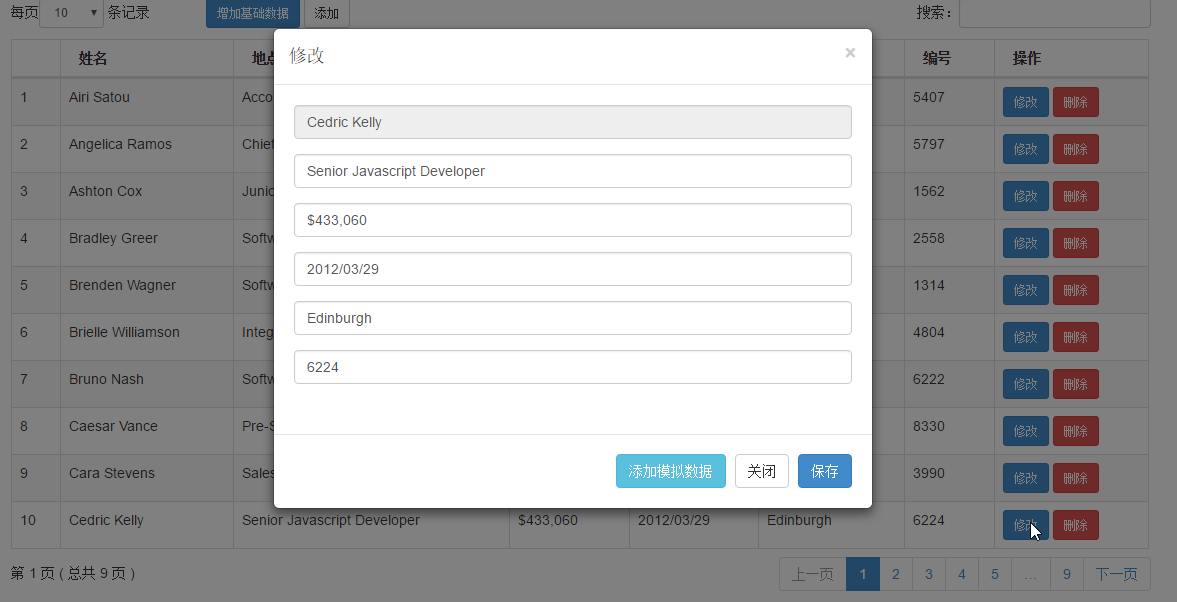 每页 10 条记录 增加基础数据 添加 搜索：
修改 ×
姓名 地点 编号 操作
1 Airi Satou Acco 5407 修改 删除
Cedric Kelly
2 Angelica Ramos Chief 5797 修改 删除
Senior Javascript Developer
3 Ashton Cox Junio 1562 修改 删除
$433,060
4 Bradley Greer Softw 2558 修改 删除
2012/03/29
5 Brenden Wagner Softw 1314 修改 删除
Edinburgh
6 Brielle Williamson Integ 4804 修改 删除
6224
7 Bruno Nash Softw 6222 修改 删除
8 Caesar Vance Pre-S 8330 修改 删除
9 Cara Stevens Sales 3990 修改 删除
添加模拟数据 关闭 保存
10 Cedric Kelly Senior Javascript Developer $433,060 2012/03/29 Edinburgh 6224 修改 删除
第 1 页 ( 总共 9 页 ) 上一页 1 2 3 4 5 … 9 下一页